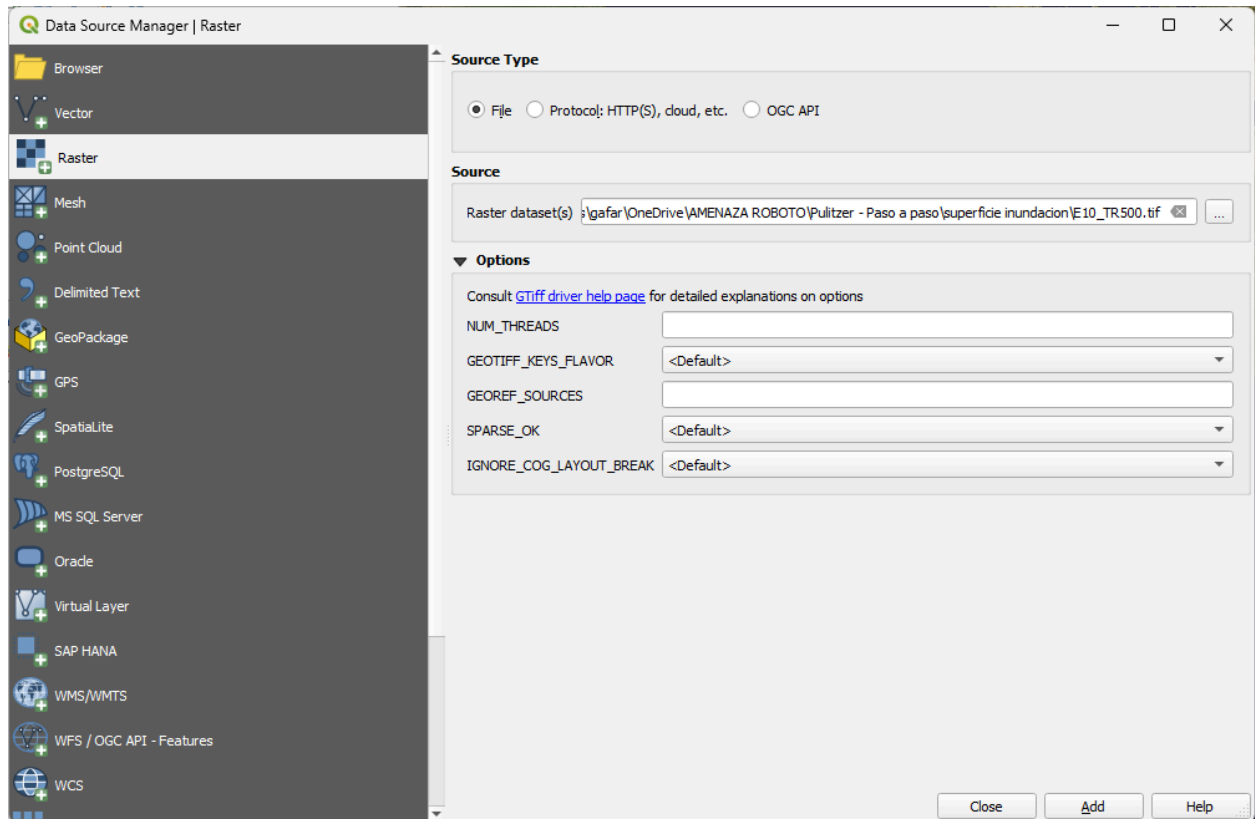 Data Source Manager | Raster
Browser
Vector
Raster
Mesh
Point Cloud
Delimited Text
GeoPackage
GPS
SpatiaLite
PostgreSQL
MS SQL Server
Oracle
Virtual Layer
SAP HANA
WMS/WMTS
WFS / OGC API - Features
WCS
Source Type
File Protocol: HTTP(S), cloud, etc. OGC API
Source
Raster dataset(s) s\gafar\OneDrive\AMENAZA ROBOTO\Pulitzer - Paso a paso\superficie inundacion\E10_TR500.tif ...
Options
Consult GTiff driver help page for detailed explanations on options
NUM_THREADS
GEOTIFF_KEYS_FLAVOR <Default>
GEOREF_SOURCES
SPARSE_OK <Default>
IGNORE_COG_LAYOUT_BREAK <Default>
Close Add Help